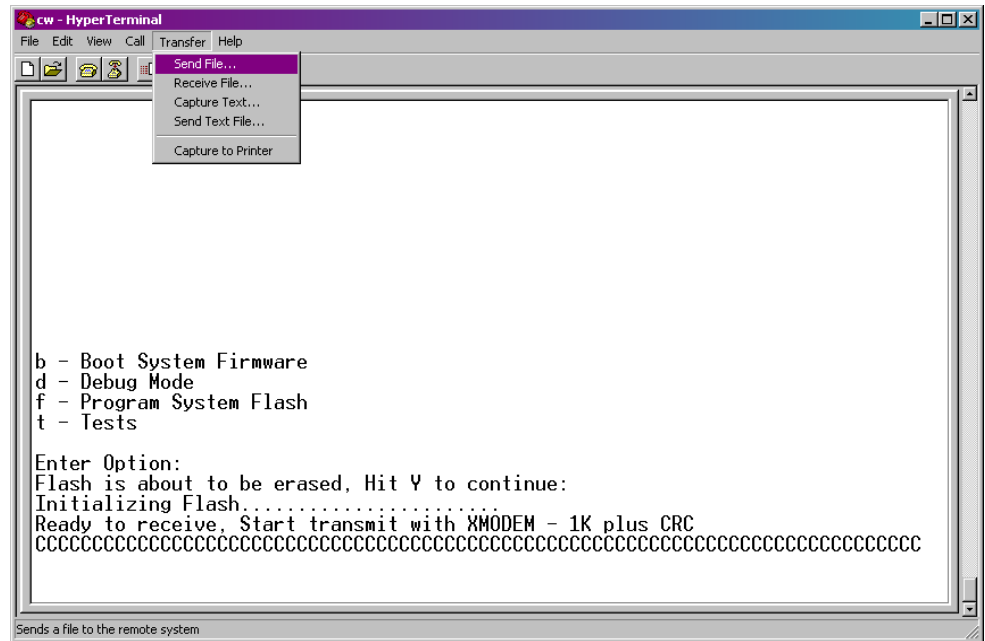 cw - HyperTerminal
File Edit View Call Transfer Help
Send File...
Receive File...
Capture Text...
Send Text File...
Capture to Printer
b - Boot System Firmware
d - Debug Mode
f - Program System Flash
t - Tests
Enter Option:
Flash is about to be erased, Hit Y to continue:
Initializing Flash.......................
Ready to receive, Start transmit with XMODEM - 1K plus CRC
CCCCCCCCCCCCCCCCCCCCCCCCCCCCCCCCCCCCCCCCCCCCCCCCCCCCCCCCCCCCCCCCCCCCCCCCCCCCCC
Sends a file to the remote system